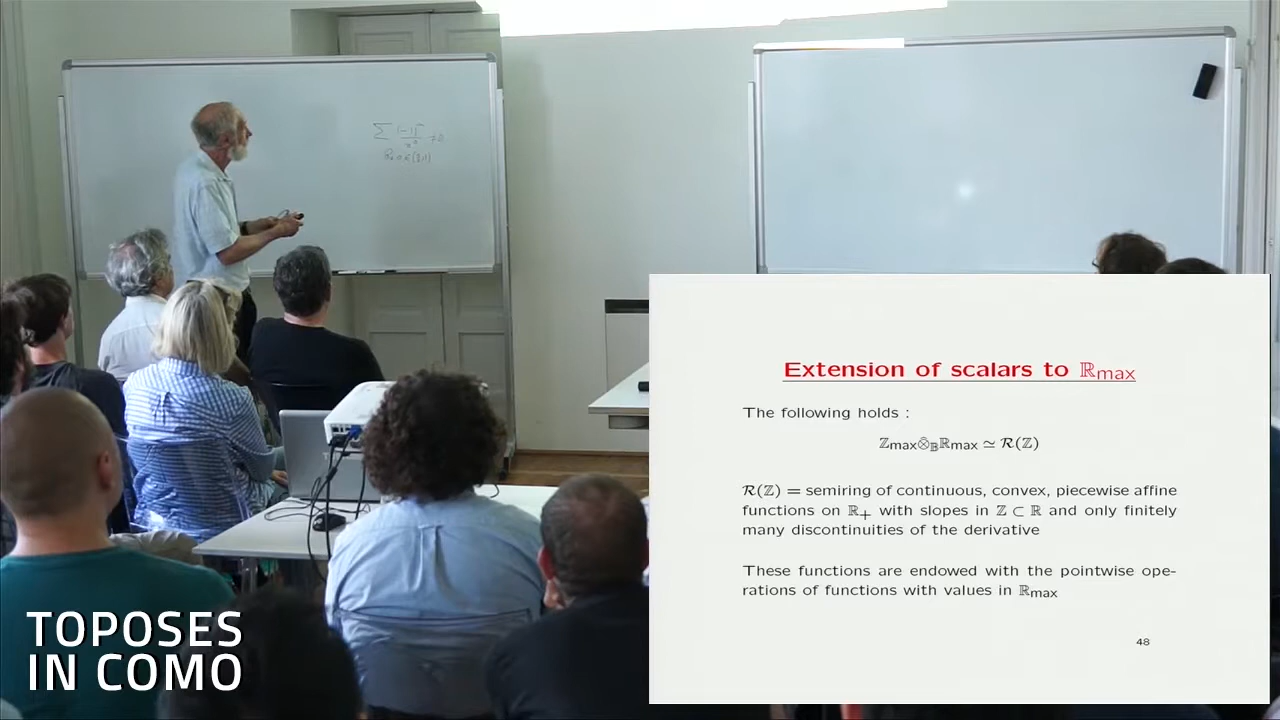 Extension of scalars to ℝmax
The following holds :
ℤmax ⊗̂𝔹 ℝmax ≃ ℛ(ℤ)
ℛ(ℤ) = semiring of continuous, convex, piecewise affine
functions on ℝ+ with slopes in ℤ ⊂ ℝ and only finitely
many discontinuities of the derivative
These functions are endowed with the pointwise ope-
rations of functions with values in ℝmax
48
TOPOSES
IN COMO